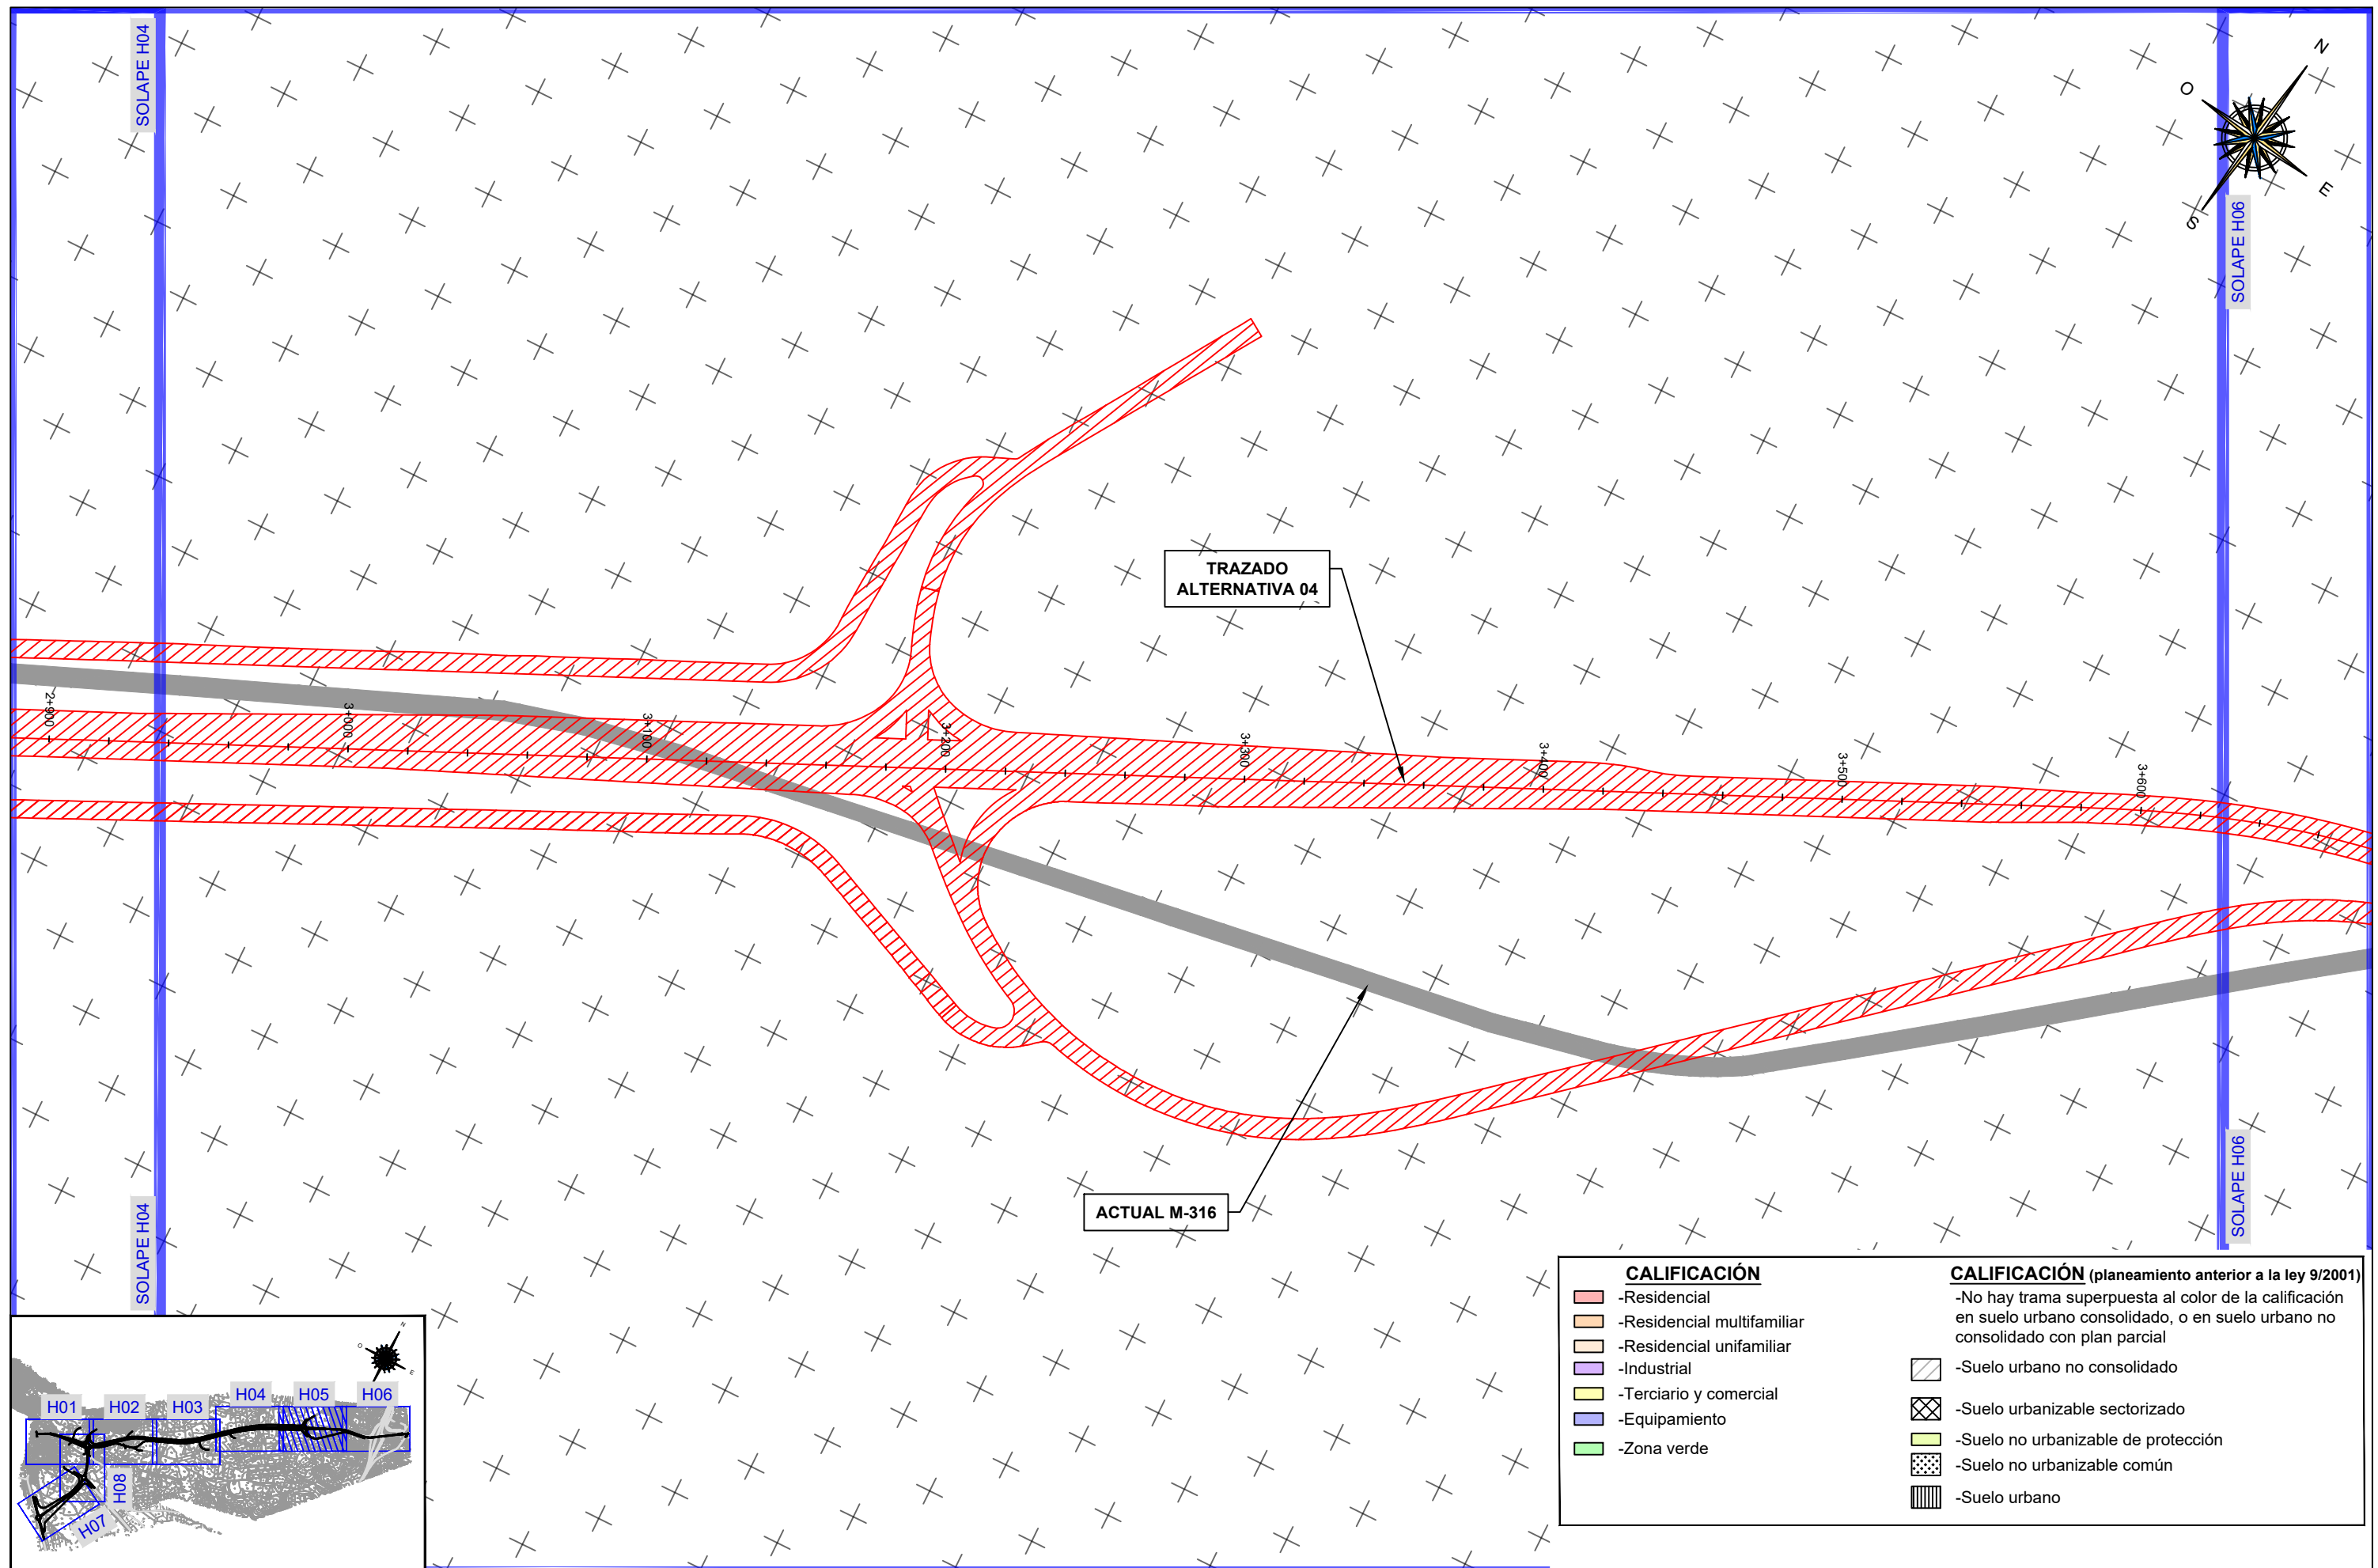 SOLAPE H04
N
O
E
S
SOLAPE H06
TRAZADO
ALTERNATIVA 04
2+900
3+000
3+100
3+200
3+300
3+400
3+500
3+600
ACTUAL M-316
SOLAPE H04
SOLAPE H06
N
O
E
H01
H02
H03
H04
H05
H06
H08
H07
CALIFICACIÓN
-Residencial
-Residencial multifamiliar
-Residencial unifamiliar
-Industrial
-Terciario y comercial
-Equipamiento
-Zona verde
CALIFICACIÓN (planeamiento anterior a la ley 9/2001)
-No hay trama superpuesta al color de la calificación
en suelo urbano consolidado, o en suelo urbano no
consolidado con plan parcial
-Suelo urbano no consolidado
-Suelo urbanizable sectorizado
-Suelo no urbanizable de protección
-Suelo no urbanizable común
-Suelo urbano